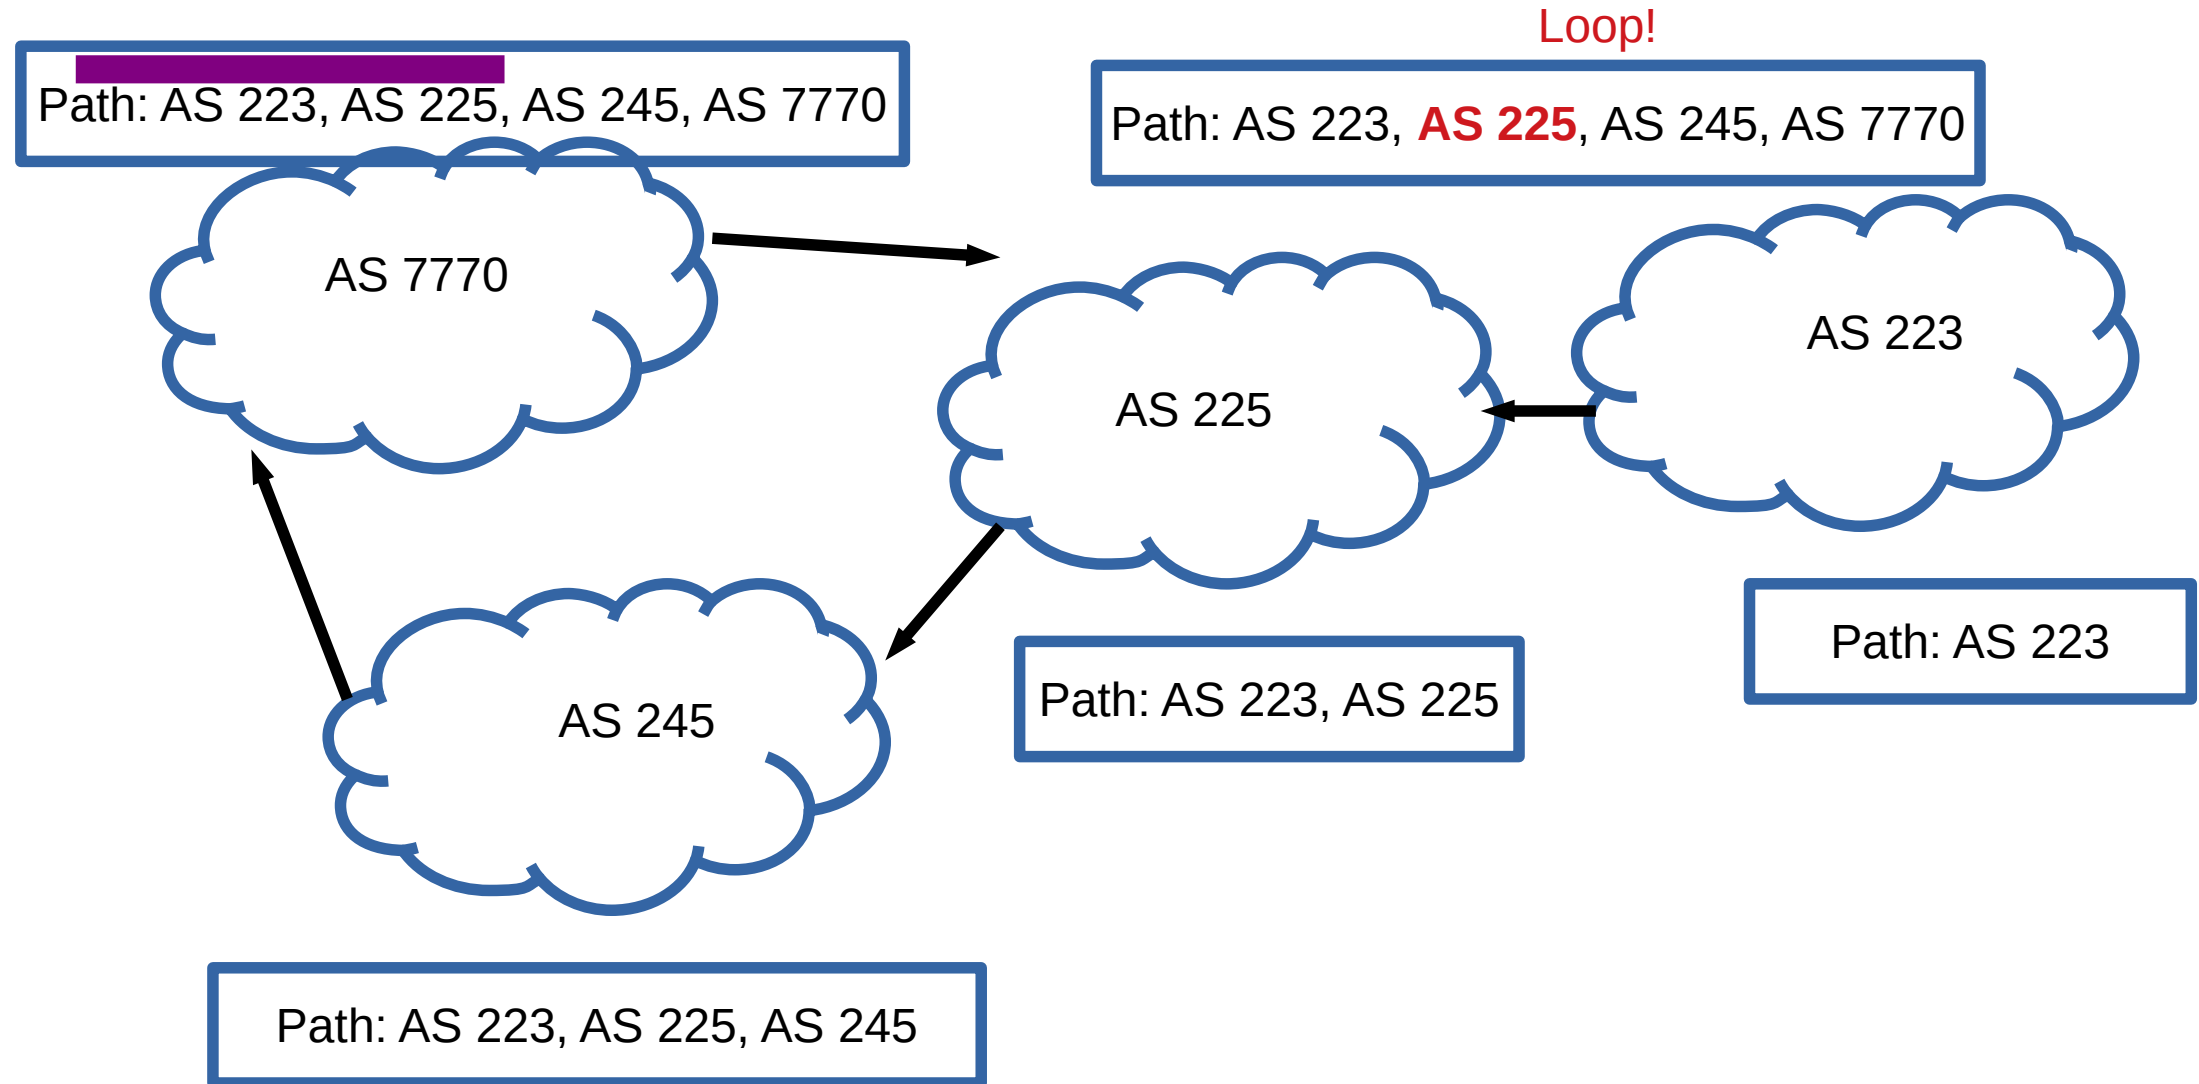 Loop!
Path: AS 223, AS 225, AS 245, AS 7770
Path: AS 223, AS 225, AS 245, AS 7770
AS 7770
AS 223
AS 225
Path: AS 223
Path: AS 223, AS 225
AS 245
Path: AS 223, AS 225, AS 245